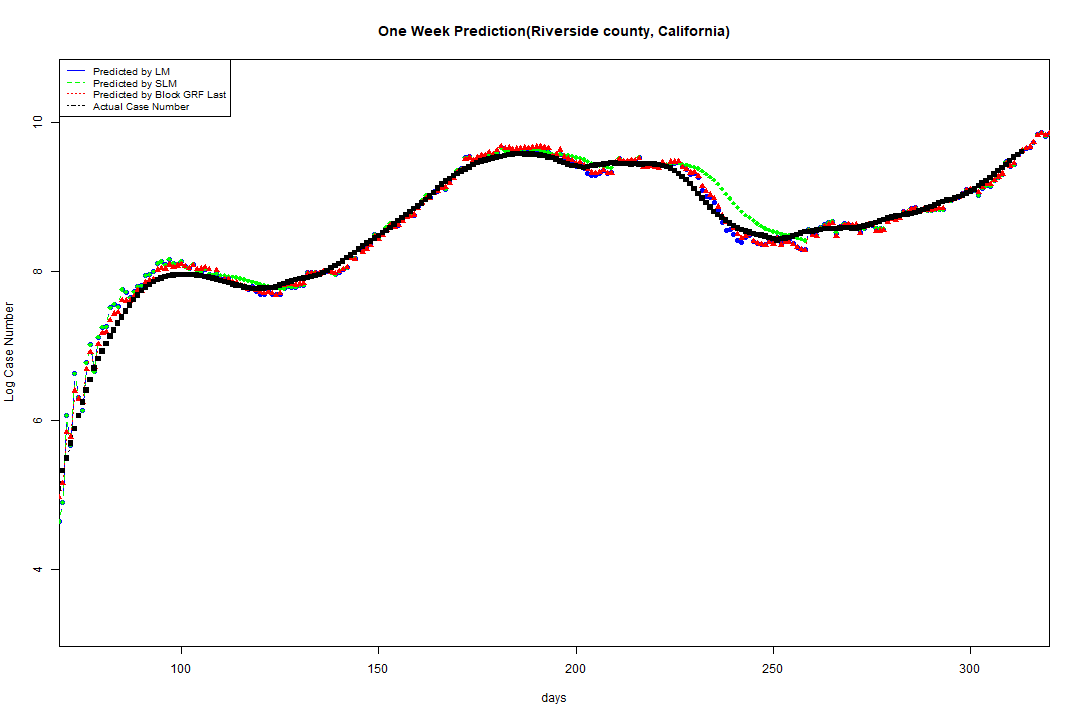 One Week Prediction(Riverside county, California)
Predicted by LM
Predicted by SLM
Predicted by Block GRF Last
Actual Case Number
10
8
6
4
Log Case Number
100 150 200 250 300
days